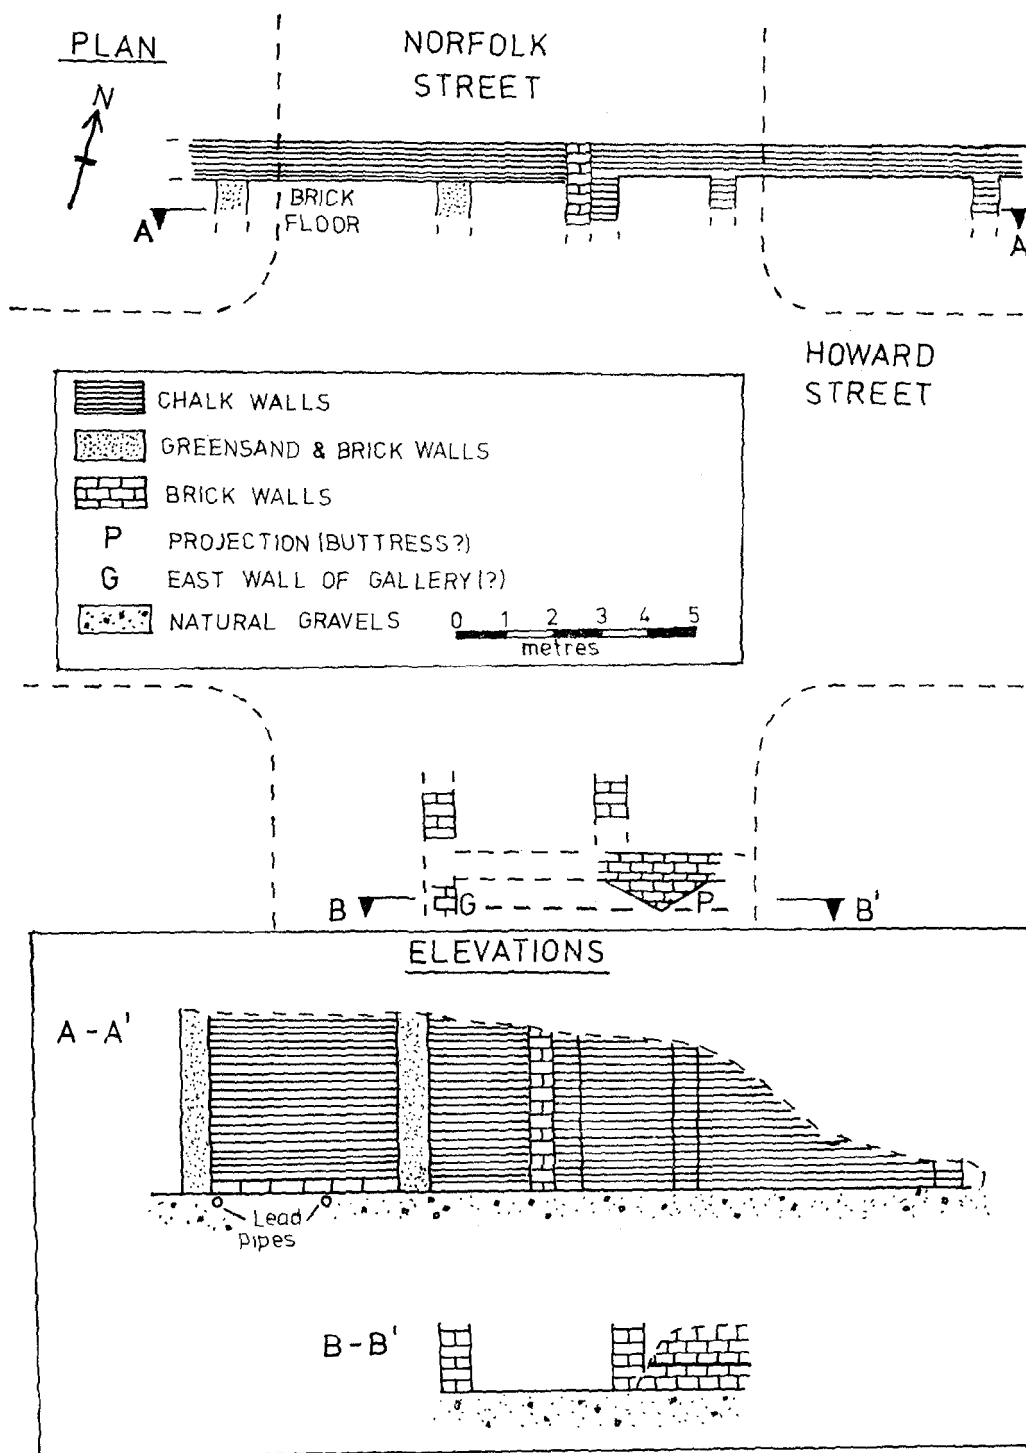 PLAN
NORFOLK
STREET
N
BRICK
FLOOR
A
A
HOWARD
STREET
CHALK WALLS
GREENSAND & BRICK WALLS
BRICK WALLS
P PROJECTION (BUTTRESS?)
G EAST WALL OF GALLERY (?)
NATURAL GRAVELS
0 1 2 3 4 5
metres
B G P B'
ELEVATIONS
A-A'
Lead
pipes
B-B'